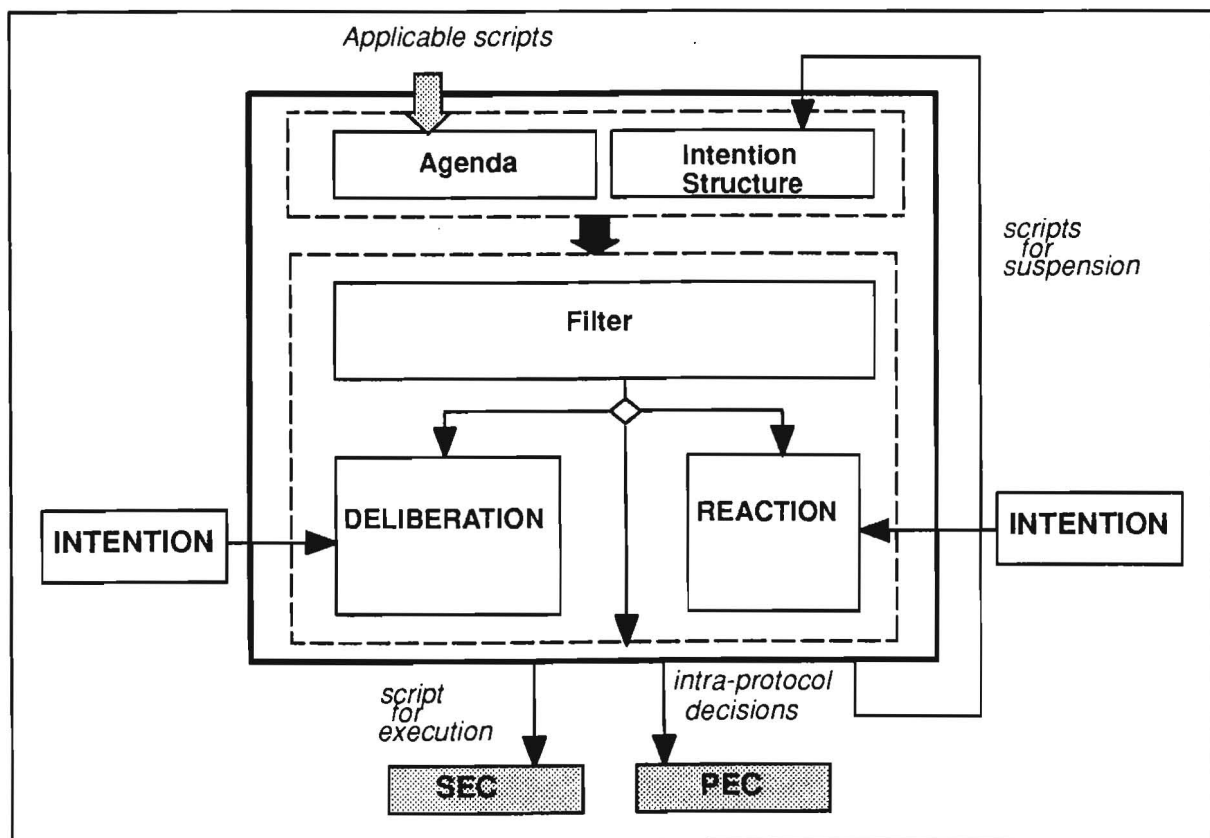 Applicable scripts
Agenda
Intention
Structure
scripts
for
suspension
Filter
DELIBERATION
REACTION
INTENTION
INTENTION
script
for
execution
intra-protocol
decisions
SEC
PEC